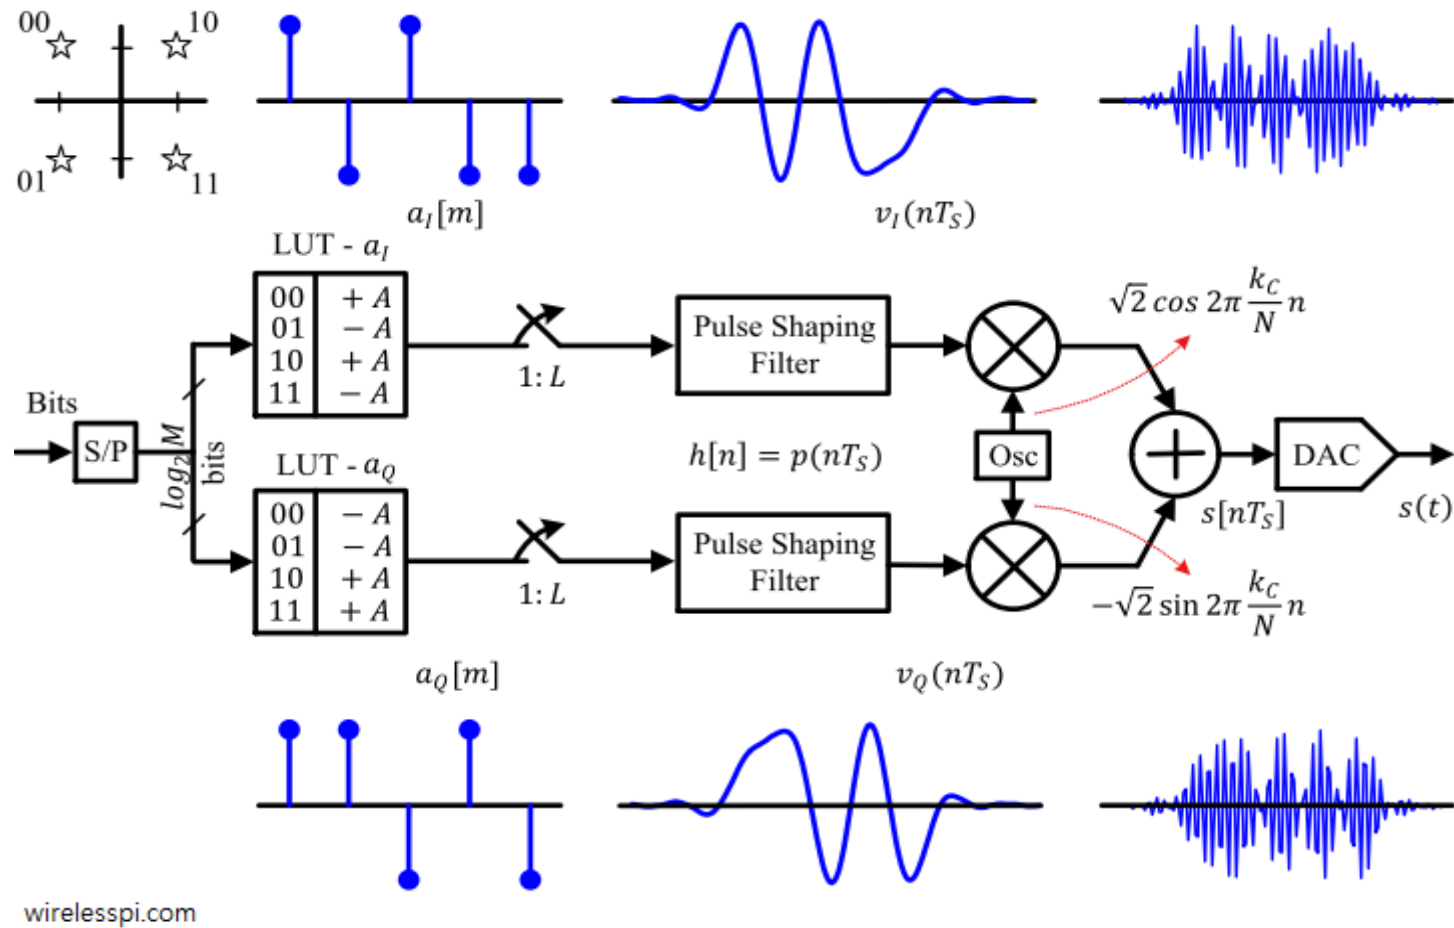 00
10
01
11
a_I[m]
v_I(nT_S)
LUT - a_I
00 + A
01 − A
10 + A
11 − A
1: L
Pulse Shaping
Filter
√2 cos 2π k_C/N n
Bits
S/P
log_2 M
bits
h[n] = p(nT_S)
Osc
DAC
s[nT_S]
s(t)
LUT - a_Q
00 − A
01 − A
10 + A
11 + A
1: L
Pulse Shaping
Filter
−√2 sin 2π k_C/N n
a_Q[m]
v_Q(nT_S)
wirelesspi.com